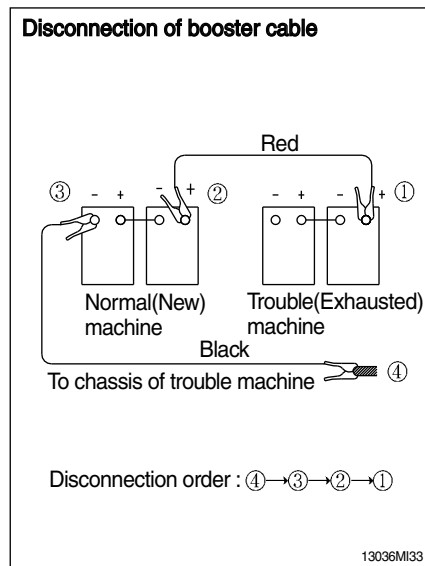 Disconnection of booster cable
Red
③ - + - + ② - + - + ①
Normal(New) Trouble(Exhausted)
machine machine
Black
To chassis of trouble machine ④
Disconnection order : ④→③→②→①
13036MI33